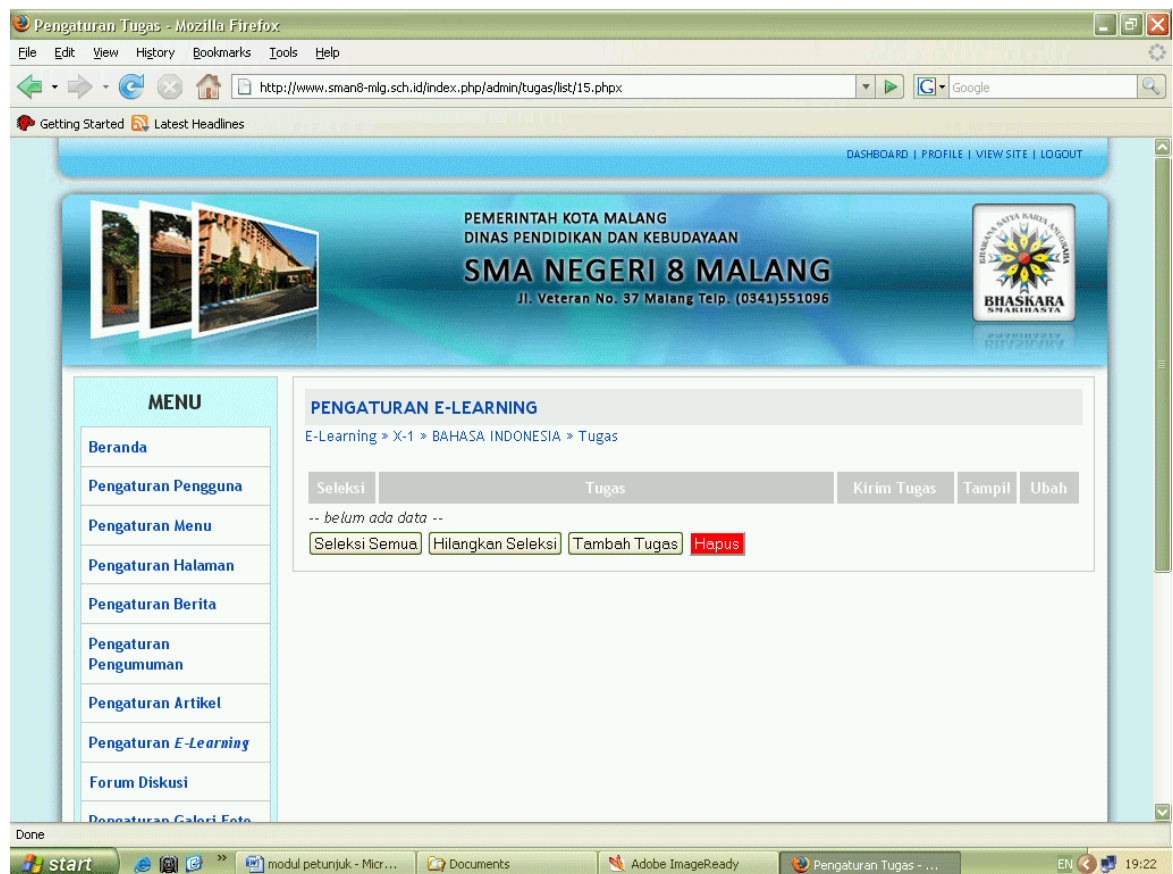 Pengaturan Tugas - Mozilla Firefox
File Edit View History Bookmarks Tools Help
http://www.sman8-mlg.sch.id/index.php/admin/tugas/list/15.phpx
G Google
Getting Started Latest Headlines
DASHBOARD | PROFILE | VIEW SITE | LOGOUT
PEMERINTAH KOTA MALANG
DINAS PENDIDIKAN DAN KEBUDAYAAN
SMA NEGERI 8 MALANG
Jl. Veteran No. 37 Malang Telp. (0341)551096
BHASKARA
SMARIHASTA
MENU
Beranda
Pengaturan Pengguna
Pengaturan Menu
Pengaturan Halaman
Pengaturan Berita
Pengaturan
Pengumuman
Pengaturan Artikel
Pengaturan E-Learning
Forum Diskusi
Pengaturan Galeri Foto
PENGATURAN E-LEARNING
E-Learning » X-1 » BAHASA INDONESIA » Tugas
Seleksi Tugas Kirim Tugas Tampil Ubah
-- belum ada data --
Seleksi Semua Hilangkan Seleksi Tambah Tugas Hapus
Done
start » modul petunjuk - Micr... Documents Adobe ImageReady Pengaturan Tugas - ... EN 19:22